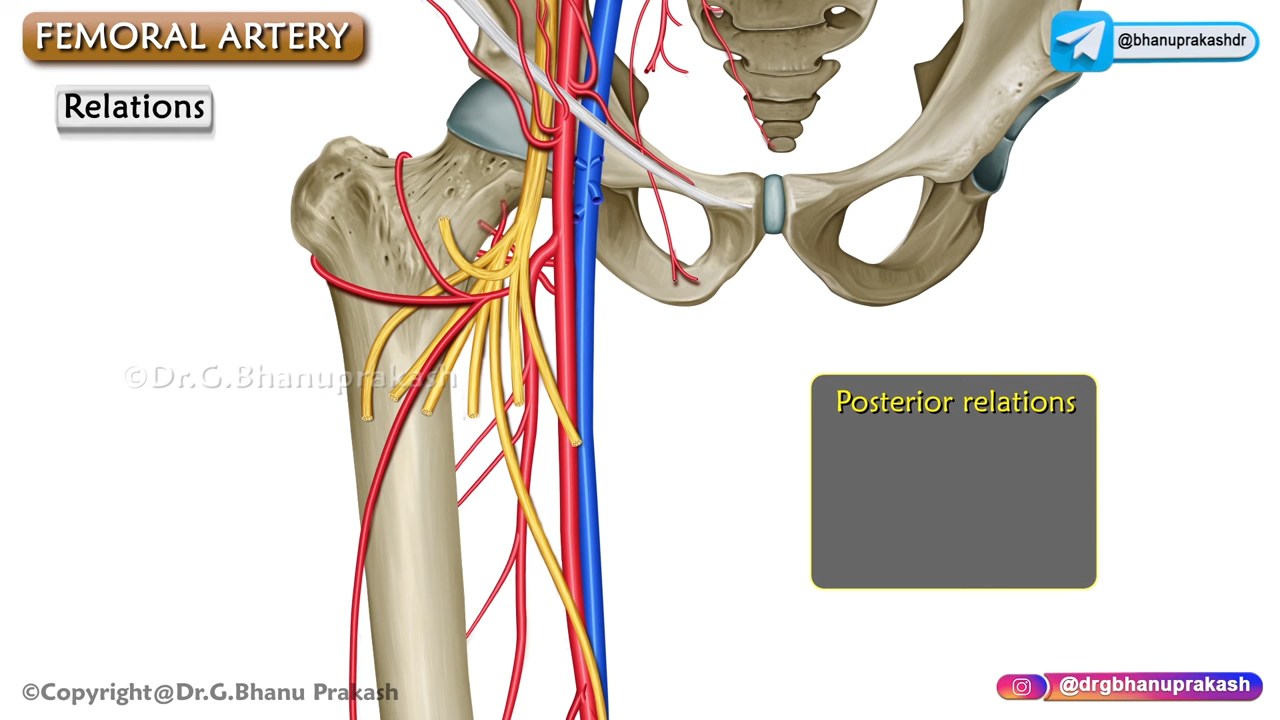 FEMORAL ARTERY
@bhanuprakashdr
Relations
©Dr.G.Bhanuprakash
Posterior relations
©Copyright@Dr.G.Bhanu Prakash
@drgbhanuprakash